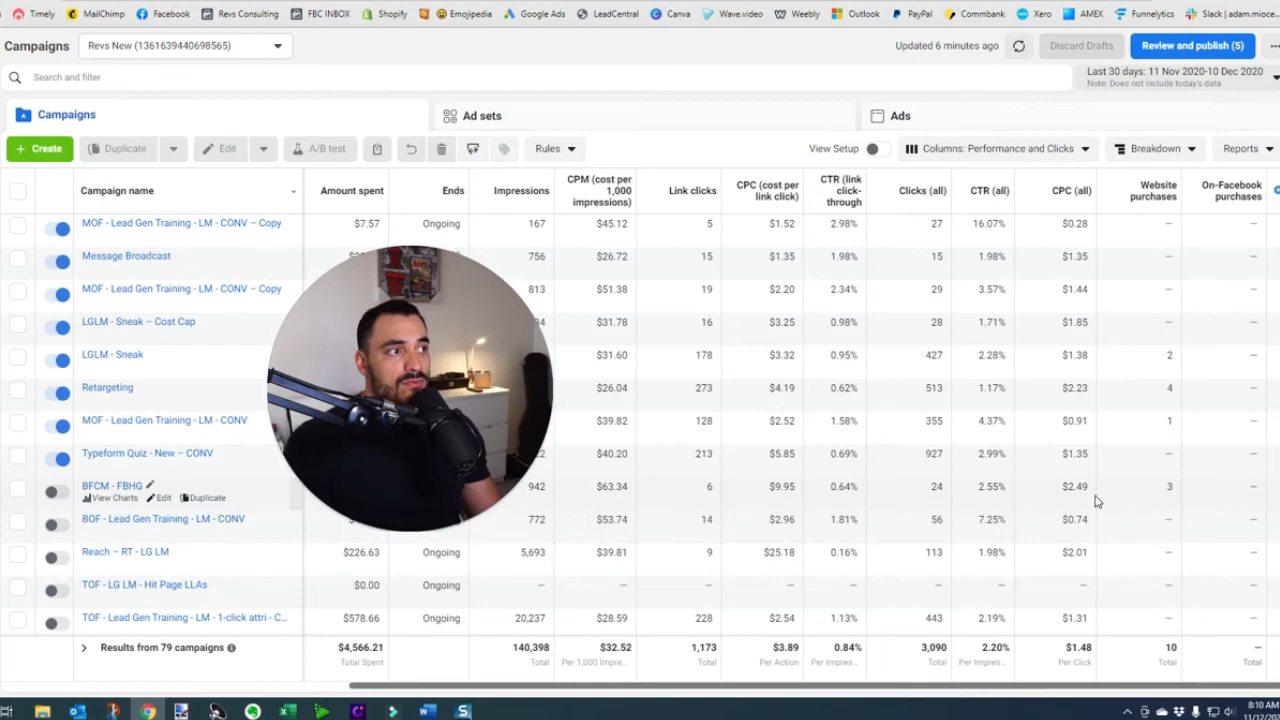 Timely MailChimp Facebook Revs Consulting FBC INBOX Shopify Emojipedia Google Ads LeadCentral Canva Wave.video Weebly Outlook PayPal Commbank Xero AMEX Funnelytics Slack | adam.mioce...
Campaigns Revs New (1361639440698565) Updated 6 minutes ago Discard Drafts Review and publish (5)
Search and filter Last 30 days: 11 Nov 2020-10 Dec 2020
Note: Does not include today's data
Campaigns Ad sets Ads
+ Create Duplicate Edit A/B test Rules View Setup Columns: Performance and Clicks Breakdown Reports
Campaign name Amount spent Ends Impressions CPM (cost per 1,000 impressions) Link clicks CPC (cost per link click) CTR (link click-through Clicks (all) CTR (all) CPC (all) Website purchases On-Facebook purchases
MOF - Lead Gen Training - LM - CONV – Copy $7.57 Ongoing 167 $45.12 5 $1.52 2.98% 27 16.07% $0.28 — —
Message Broadcast 756 $26.72 15 $1.35 1.98% 15 1.98% $1.35 — —
MOF - Lead Gen Training - LM - CONV – Copy 813 $51.38 19 $2.20 2.34% 29 3.57% $1.44 — —
LGLM - Sneak – Cost Cap $31.78 16 $3.25 0.98% 28 1.71% $1.85 — —
LGLM - Sneak $31.60 178 $3.32 0.95% 427 2.28% $1.38 2 —
Retargeting $26.04 273 $4.19 0.62% 513 1.17% $2.23 4 —
MOF - Lead Gen Training - LM - CONV $39.82 128 $2.52 1.58% 355 4.37% $0.91 1 —
Typeform Quiz - New – CONV $40.20 213 $5.85 0.69% 927 2.99% $1.35 — —
BFCM - FBHG 942 $63.34 6 $9.95 0.64% 24 2.55% $2.49 3 —
View Charts Edit Duplicate
BOF - Lead Gen Training - LM - CONV 772 $53.74 14 $2.96 1.81% 56 7.25% $0.74 — —
Reach – RT - LG LM $226.63 Ongoing 5,693 $39.81 9 $25.18 0.16% 113 1.98% $2.01 — —
TOF - LG LM - Hit Page LLAs $0.00 Ongoing — — — — — — — — — —
TOF - Lead Gen Training - LM - 1-click attri - C... $578.66 Ongoing 20,237 $28.59 228 $2.54 1.13% 443 2.19% $1.31 — —
Results from 79 campaigns $4,566.21 140,398 $32.52 1,173 $3.89 0.84% 3,090 2.20% $1.48 10 —
Total Spent Total Per 1,000 Impre... Total Per Action Per Impres... Total Per Impres... Per Click Total Total
8:10 AM